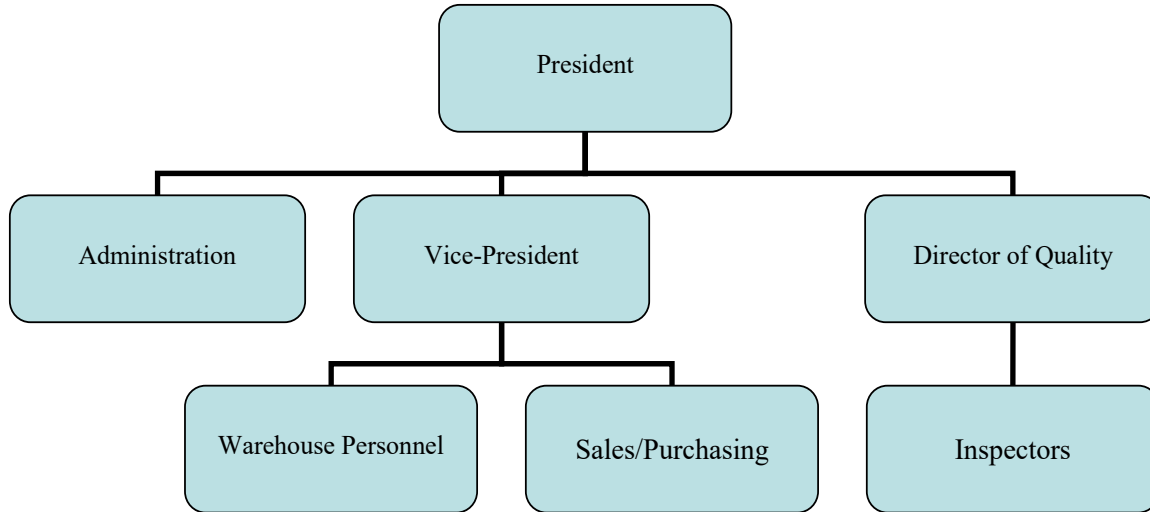 President
Administration
Vice-President
Director of Quality
Warehouse Personnel
Sales/Purchasing
Inspectors